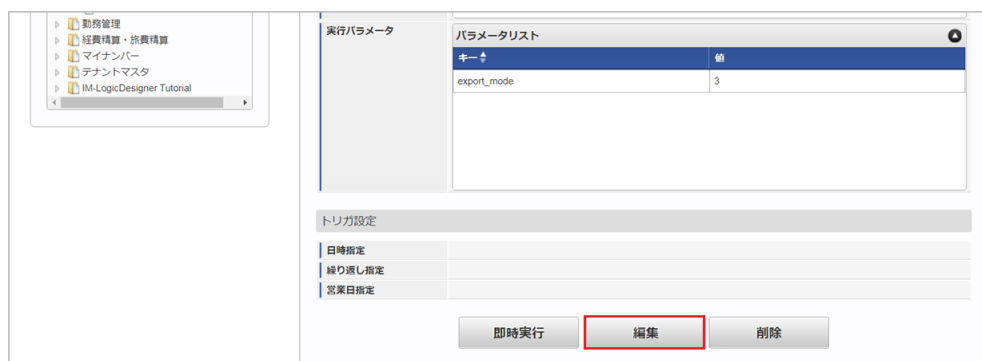 勤務管理
経費精算・旅費精算
マイナンバー
テナントマスタ
IM-LogicDesigner Tutorial
実行パラメータ
パラメータリスト
キー 値
export_mode 3
トリガ設定
日時指定
繰り返し指定
営業日指定
即時実行 編集 削除